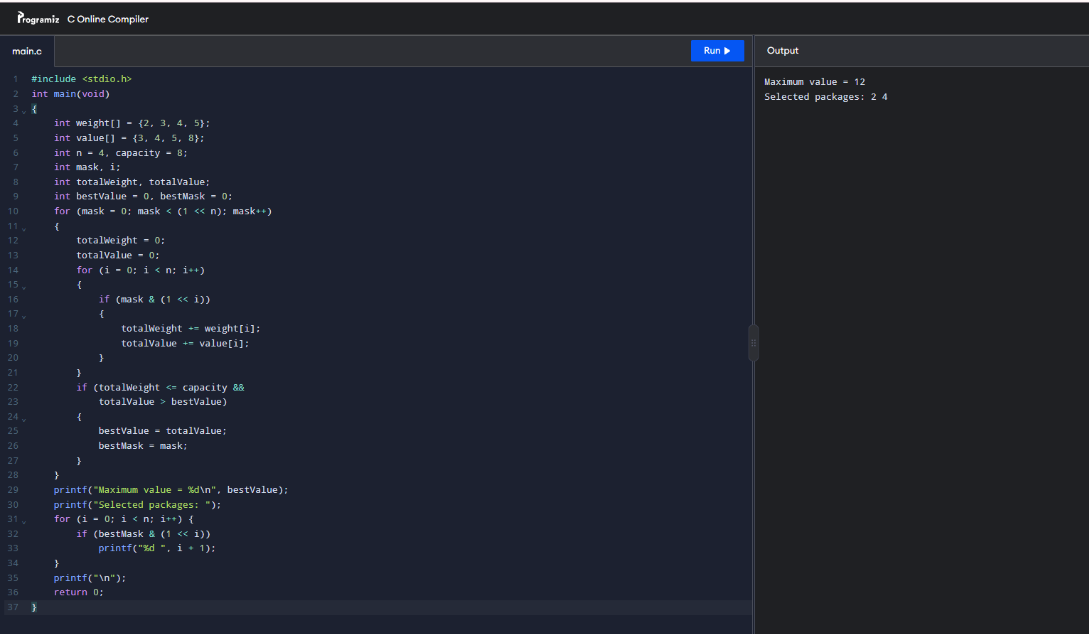 Programiz C Online Compiler
main.c
Run
Output
1 #include <stdio.h>
2 int main(void)
3 {
4     int weight[] = {2, 3, 4, 5};
5     int value[] = {3, 4, 5, 8};
6     int n = 4, capacity = 8;
7     int mask, i;
8     int totalWeight, totalValue;
9     int bestValue = 0, bestMask = 0;
10     for (mask = 0; mask < (1 << n); mask++)
11     {
12         totalWeight = 0;
13         totalValue = 0;
14         for (i = 0; i < n; i++)
15         {
16             if (mask & (1 << i))
17             {
18                 totalWeight += weight[i];
19                 totalValue += value[i];
20             }
21         }
22         if (totalWeight <= capacity &&
23             totalValue > bestValue)
24         {
25             bestValue = totalValue;
26             bestMask = mask;
27         }
28     }
29     printf("Maximum value = %d\n", bestValue);
30     printf("Selected packages: ");
31     for (i = 0; i < n; i++) {
32         if (bestMask & (1 << i))
33             printf("%d ", i + 1);
34     }
35     printf("\n");
36     return 0;
37 }
Maximum value = 12
Selected packages: 2 4